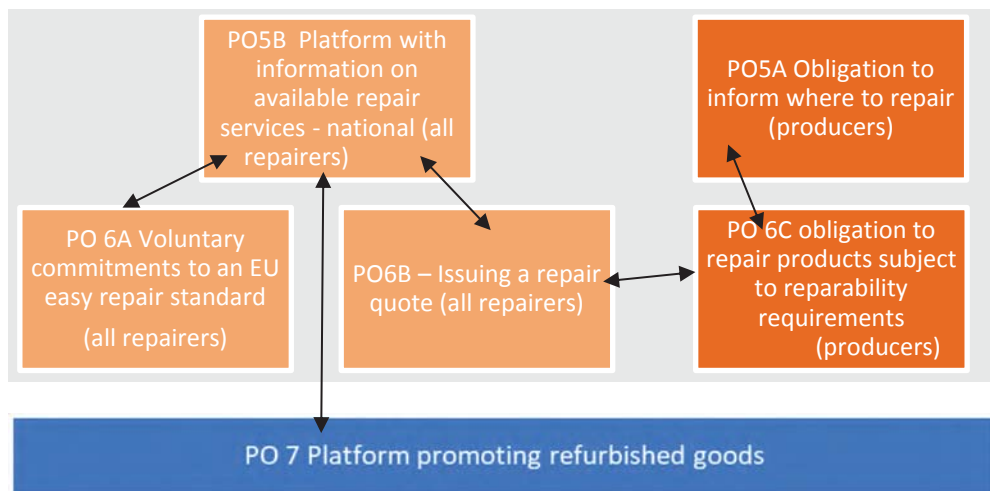 PO5B  Platform with
information on
available repair
services - national (all
repairers)
PO5A Obligation to
inform where to repair
(producers)
PO 6A Voluntary
commitments to an EU
easy repair standard
(all repairers)
PO6B – Issuing a repair
quote (all repairers)
PO 6C obligation to
repair products subject
to reparability
requirements
(producers)
PO 7 Platform promoting refurbished goods